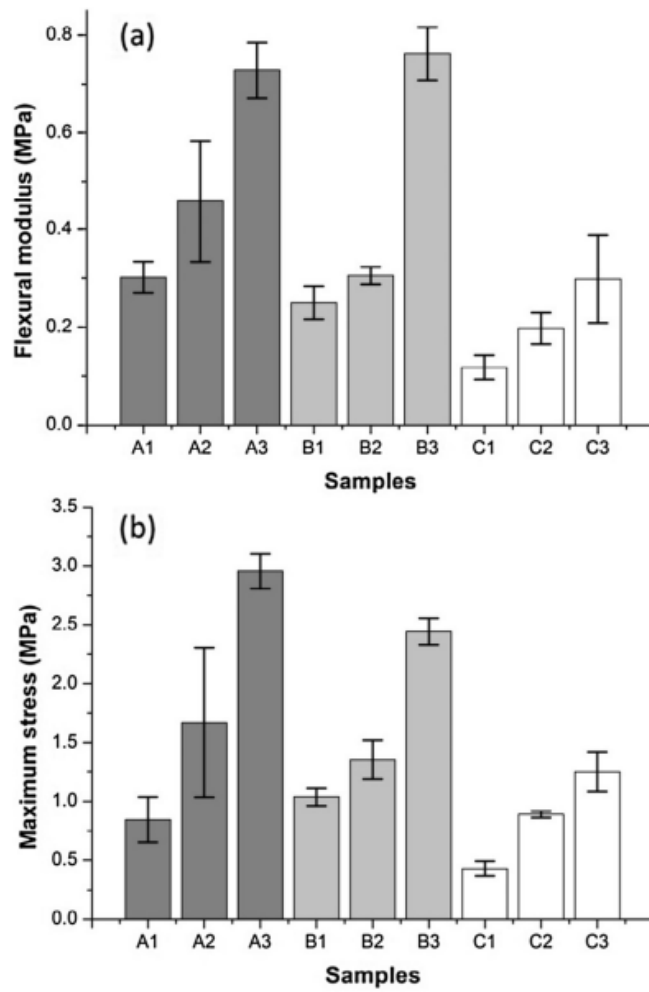 (a)
Flexural modulus (MPa)
0.8
0.6
0.4
0.2
0.0
A1 A2 A3 B1 B2 B3 C1 C2 C3
Samples
(b)
Maximum stress (MPa)
3.5
3.0
2.5
2.0
1.5
1.0
0.5
0.0
A1 A2 A3 B1 B2 B3 C1 C2 C3
Samples